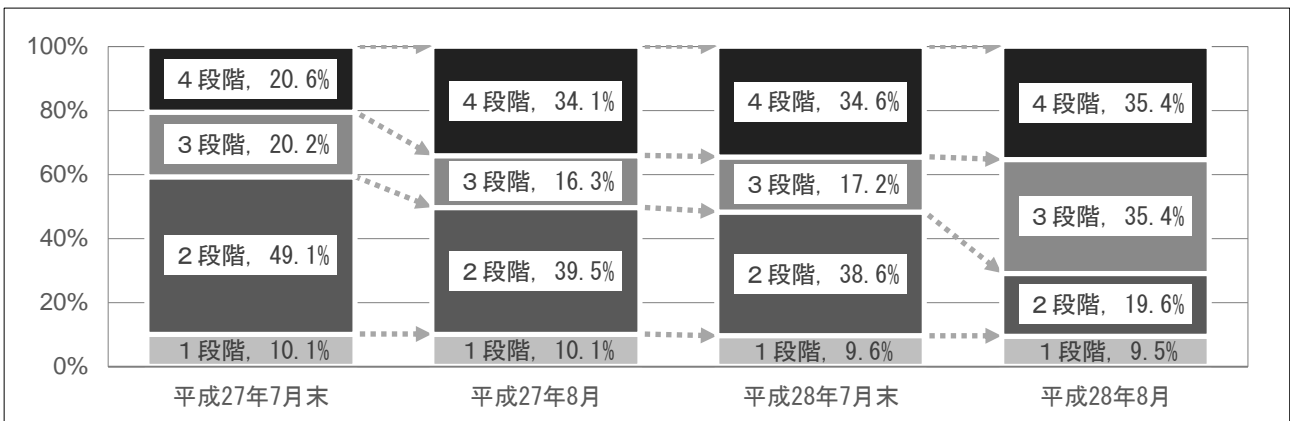 100%
80%
60%
40%
20%
0%
４段階, 20.6%
３段階, 20.2%
２段階, 49.1%
１段階, 10.1%
４段階, 34.1%
３段階, 16.3%
２段階, 39.5%
１段階, 10.1%
４段階, 34.6%
３段階, 17.2%
２段階, 38.6%
１段階, 9.6%
４段階, 35.4%
３段階, 35.4%
２段階, 19.6%
１段階, 9.5%
平成27年7月末
平成27年8月
平成28年7月末
平成28年8月